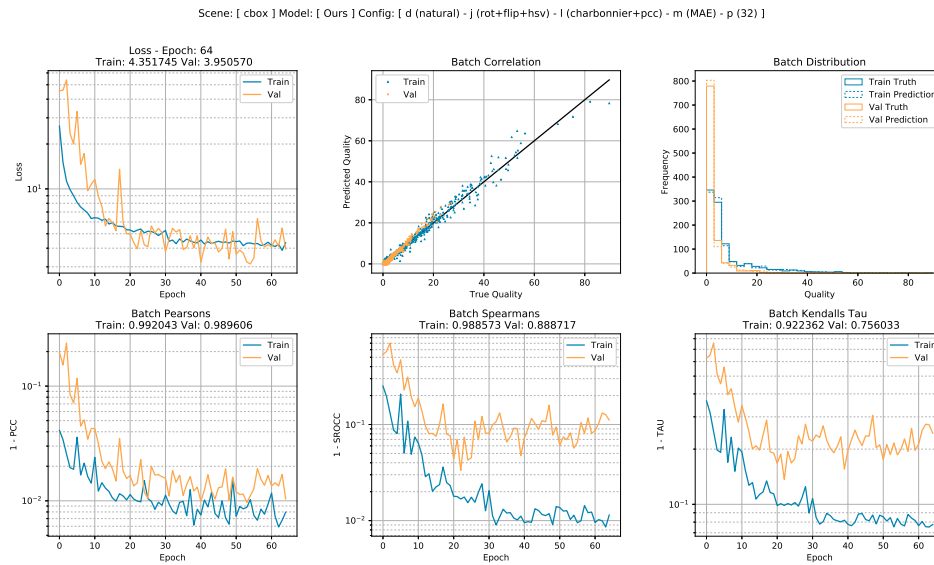 Scene: [ cbox ] Model: [ Ours ] Config: [ d (natural) - j (rot+flip+hsv) - l (charbonnier+pcc) - m (MAE) - p (32) ]
Loss - Epoch: 64
Train: 4.351745 Val: 3.950570
Train
Val
10¹
Loss
0 10 20 30 40 50 60
Epoch
Batch Correlation
Train
Val
80
60
40
20
0
Predicted Quality
0 20 40 60 80
True Quality
Batch Distribution
Train Truth
Train Prediction
Val Truth
Val Prediction
800
700
600
500
400
300
200
100
0
Frequency
0 20 40 60 80
Quality
Batch Pearsons
Train: 0.992043 Val: 0.989606
Train
Val
10⁻¹
10⁻²
1 - PCC
0 10 20 30 40 50 60
Epoch
Batch Spearmans
Train: 0.988573 Val: 0.888717
Train
Val
10⁻¹
10⁻²
1 - SROCC
0 10 20 30 40 50 60
Epoch
Batch Kendalls Tau
Train: 0.922362 Val: 0.756033
Train
Val
10⁻¹
1 - TAU
0 10 20 30 40 50 60
Epoch